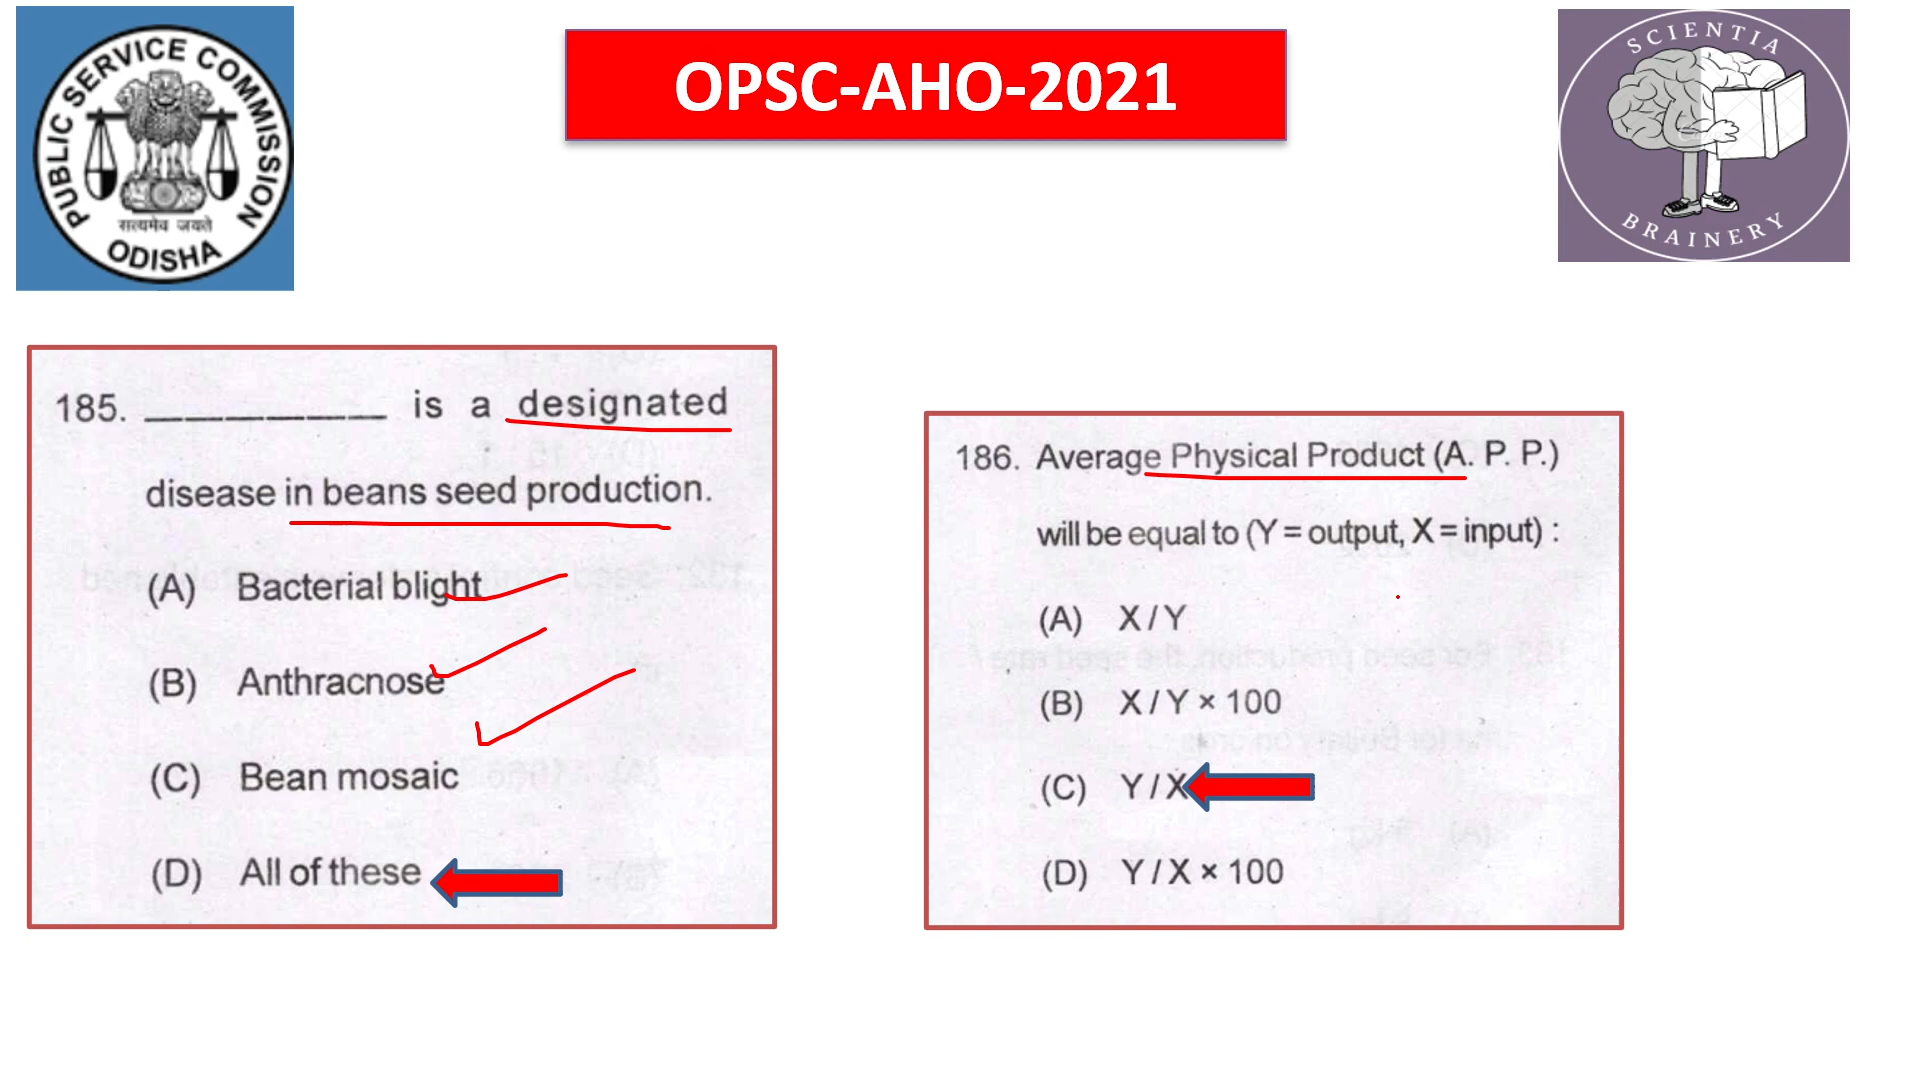 PUBLIC SERVICE COMMISSION
सत्यमेव जयते
ODISHA
OPSC-AHO-2021
SCIENTIA
BRAINERY
185. __________ is a designated
disease in beans seed production.
(A) Bacterial blight
(B) Anthracnose
(C) Bean mosaic
(D) All of these
186. Average Physical Product (A. P. P.)
will be equal to (Y = output, X = input) :
(A) X / Y
(B) X / Y × 100
(C) Y / X
(D) Y / X × 100